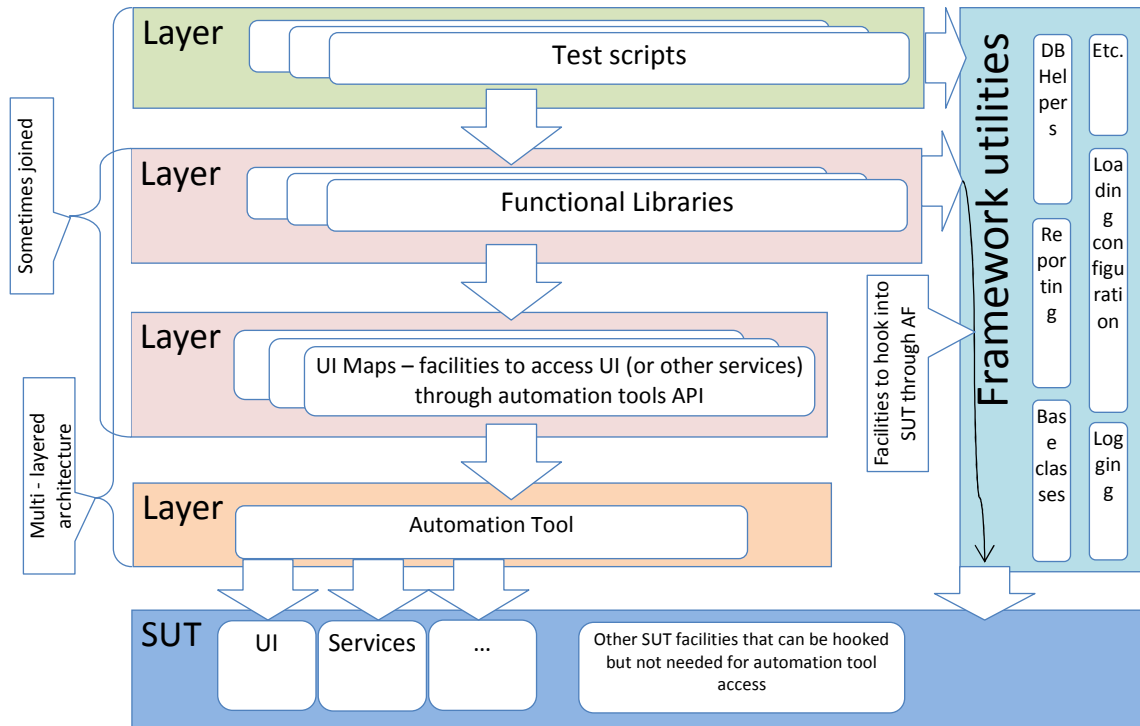 Layer
Test scripts
Layer
Functional Libraries
Layer
UI Maps – facilities to access UI (or other services)
through automation tools API
Layer
Automation Tool
SUT
UI
Services
...
Other SUT facilities that can be hooked
but not needed for automation tool
access
Sometimes joined
Multi - layered
architecture
Facilities to hook into
SUT through AF
Framework utilities
DB
Hel
per
s
Etc.
Re
por
tin
g
Loa
din
g
con
figu
rati
on
Bas
e
clas
ses
Log
gin
g